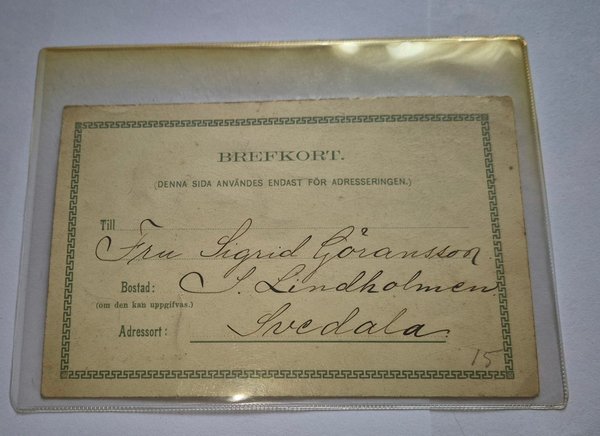 BREFKORT.
(DENNA SIDA ANVÄNDES ENDAST FÖR ADRESSERINGEN.)
Till
Fru Sigrid Göransson
Bostad: S. Lindholmen
(om den kan uppgifvas.)
Adressort: Svedala
15